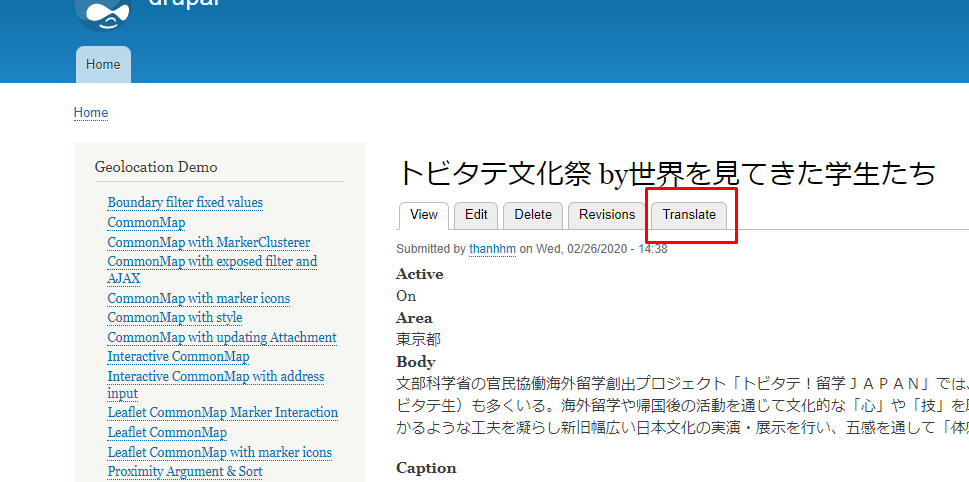 drupal
Home
Home
Geolocation Demo
Boundary filter fixed values
CommonMap
CommonMap with MarkerClusterer
CommonMap with exposed filter and
AJAX
CommonMap with marker icons
CommonMap with style
CommonMap with updating Attachment
Interactive CommonMap
Interactive CommonMap with address
input
Leaflet CommonMap Marker Interaction
Leaflet CommonMap
Leaflet CommonMap with marker icons
Proximity Argument & Sort
トビタテ文化祭 by世界を見てきた学生たち
View Edit Delete Revisions Translate
Submitted by thanhhm on Wed, 02/26/2020 - 14:38
Active
On
Area
東京都
Body
文部科学省の官民協働海外留学創出プロジェクト「トビタテ！留学ＪＡＰＡＮ」では、
ビタテ生）も多くいる。海外留学や帰国後の活動を通じて文化的な「心」や「技」を
かるような工夫を凝らし新旧幅広い日本文化の実演・展示を行い、五感を通して「体
Caption